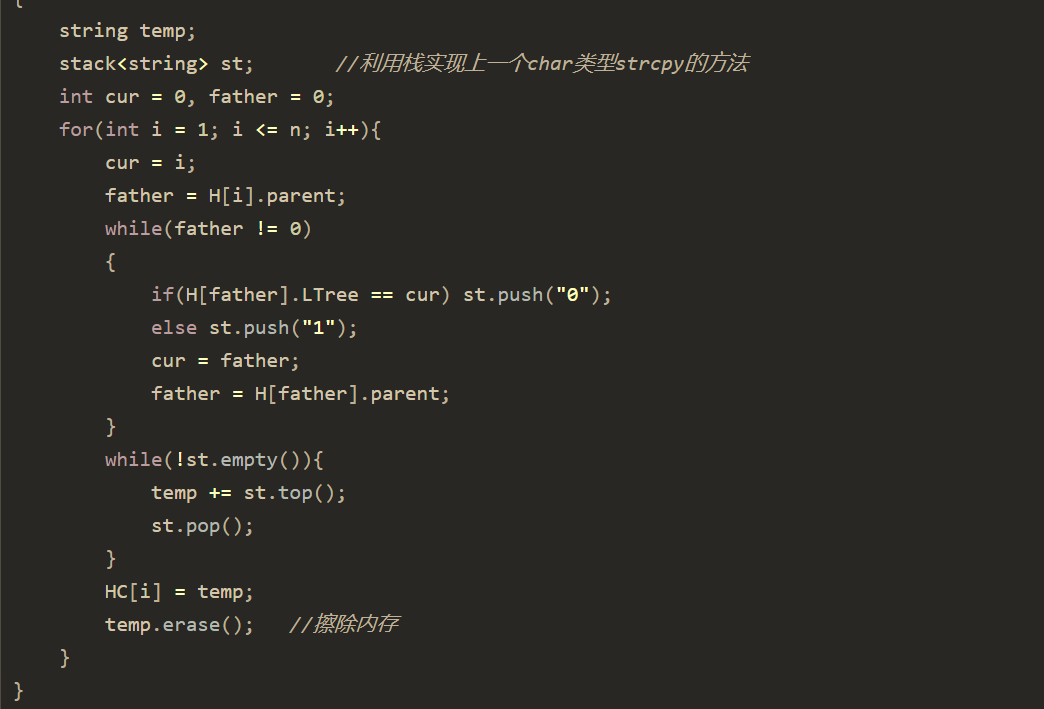 {
string temp;
stack<string> st;        //利用栈实现上一个char类型strcpy的方法
int cur = 0, father = 0;
for(int i = 1; i <= n; i++){
cur = i;
father = H[i].parent;
while(father != 0)
{
if(H[father].LTree == cur) st.push("0");
else st.push("1");
cur = father;
father = H[father].parent;
}
while(!st.empty()){
temp += st.top();
st.pop();
}
HC[i] = temp;
temp.erase();   //擦除内存
}
}